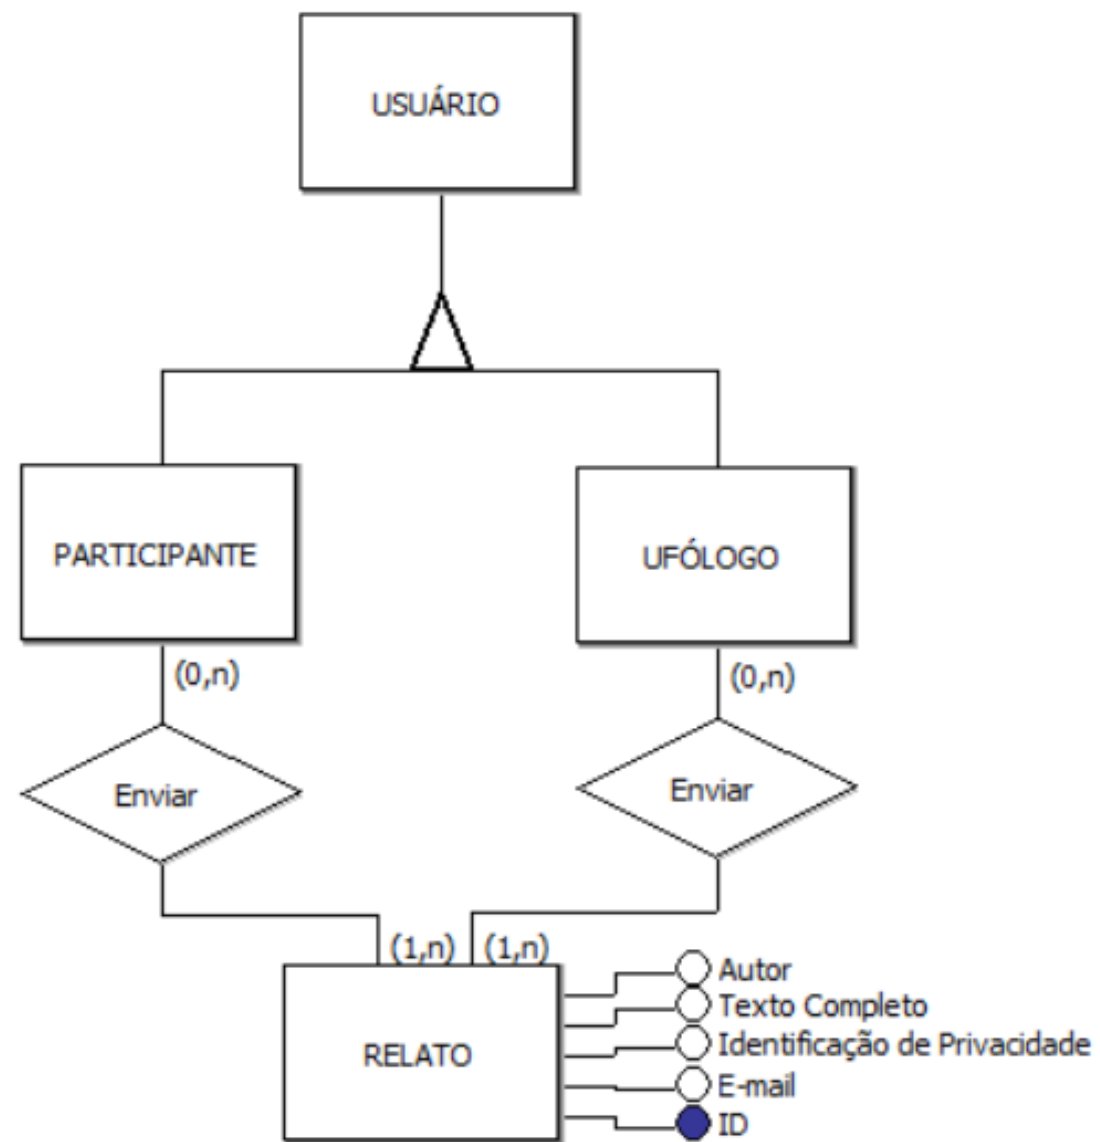 USUÁRIO
PARTICIPANTE
UFÓLOGO
(0,n)
(0,n)
Enviar
Enviar
(1,n) (1,n)
RELATO
Autor
Texto Completo
Identificação de Privacidade
E-mail
ID